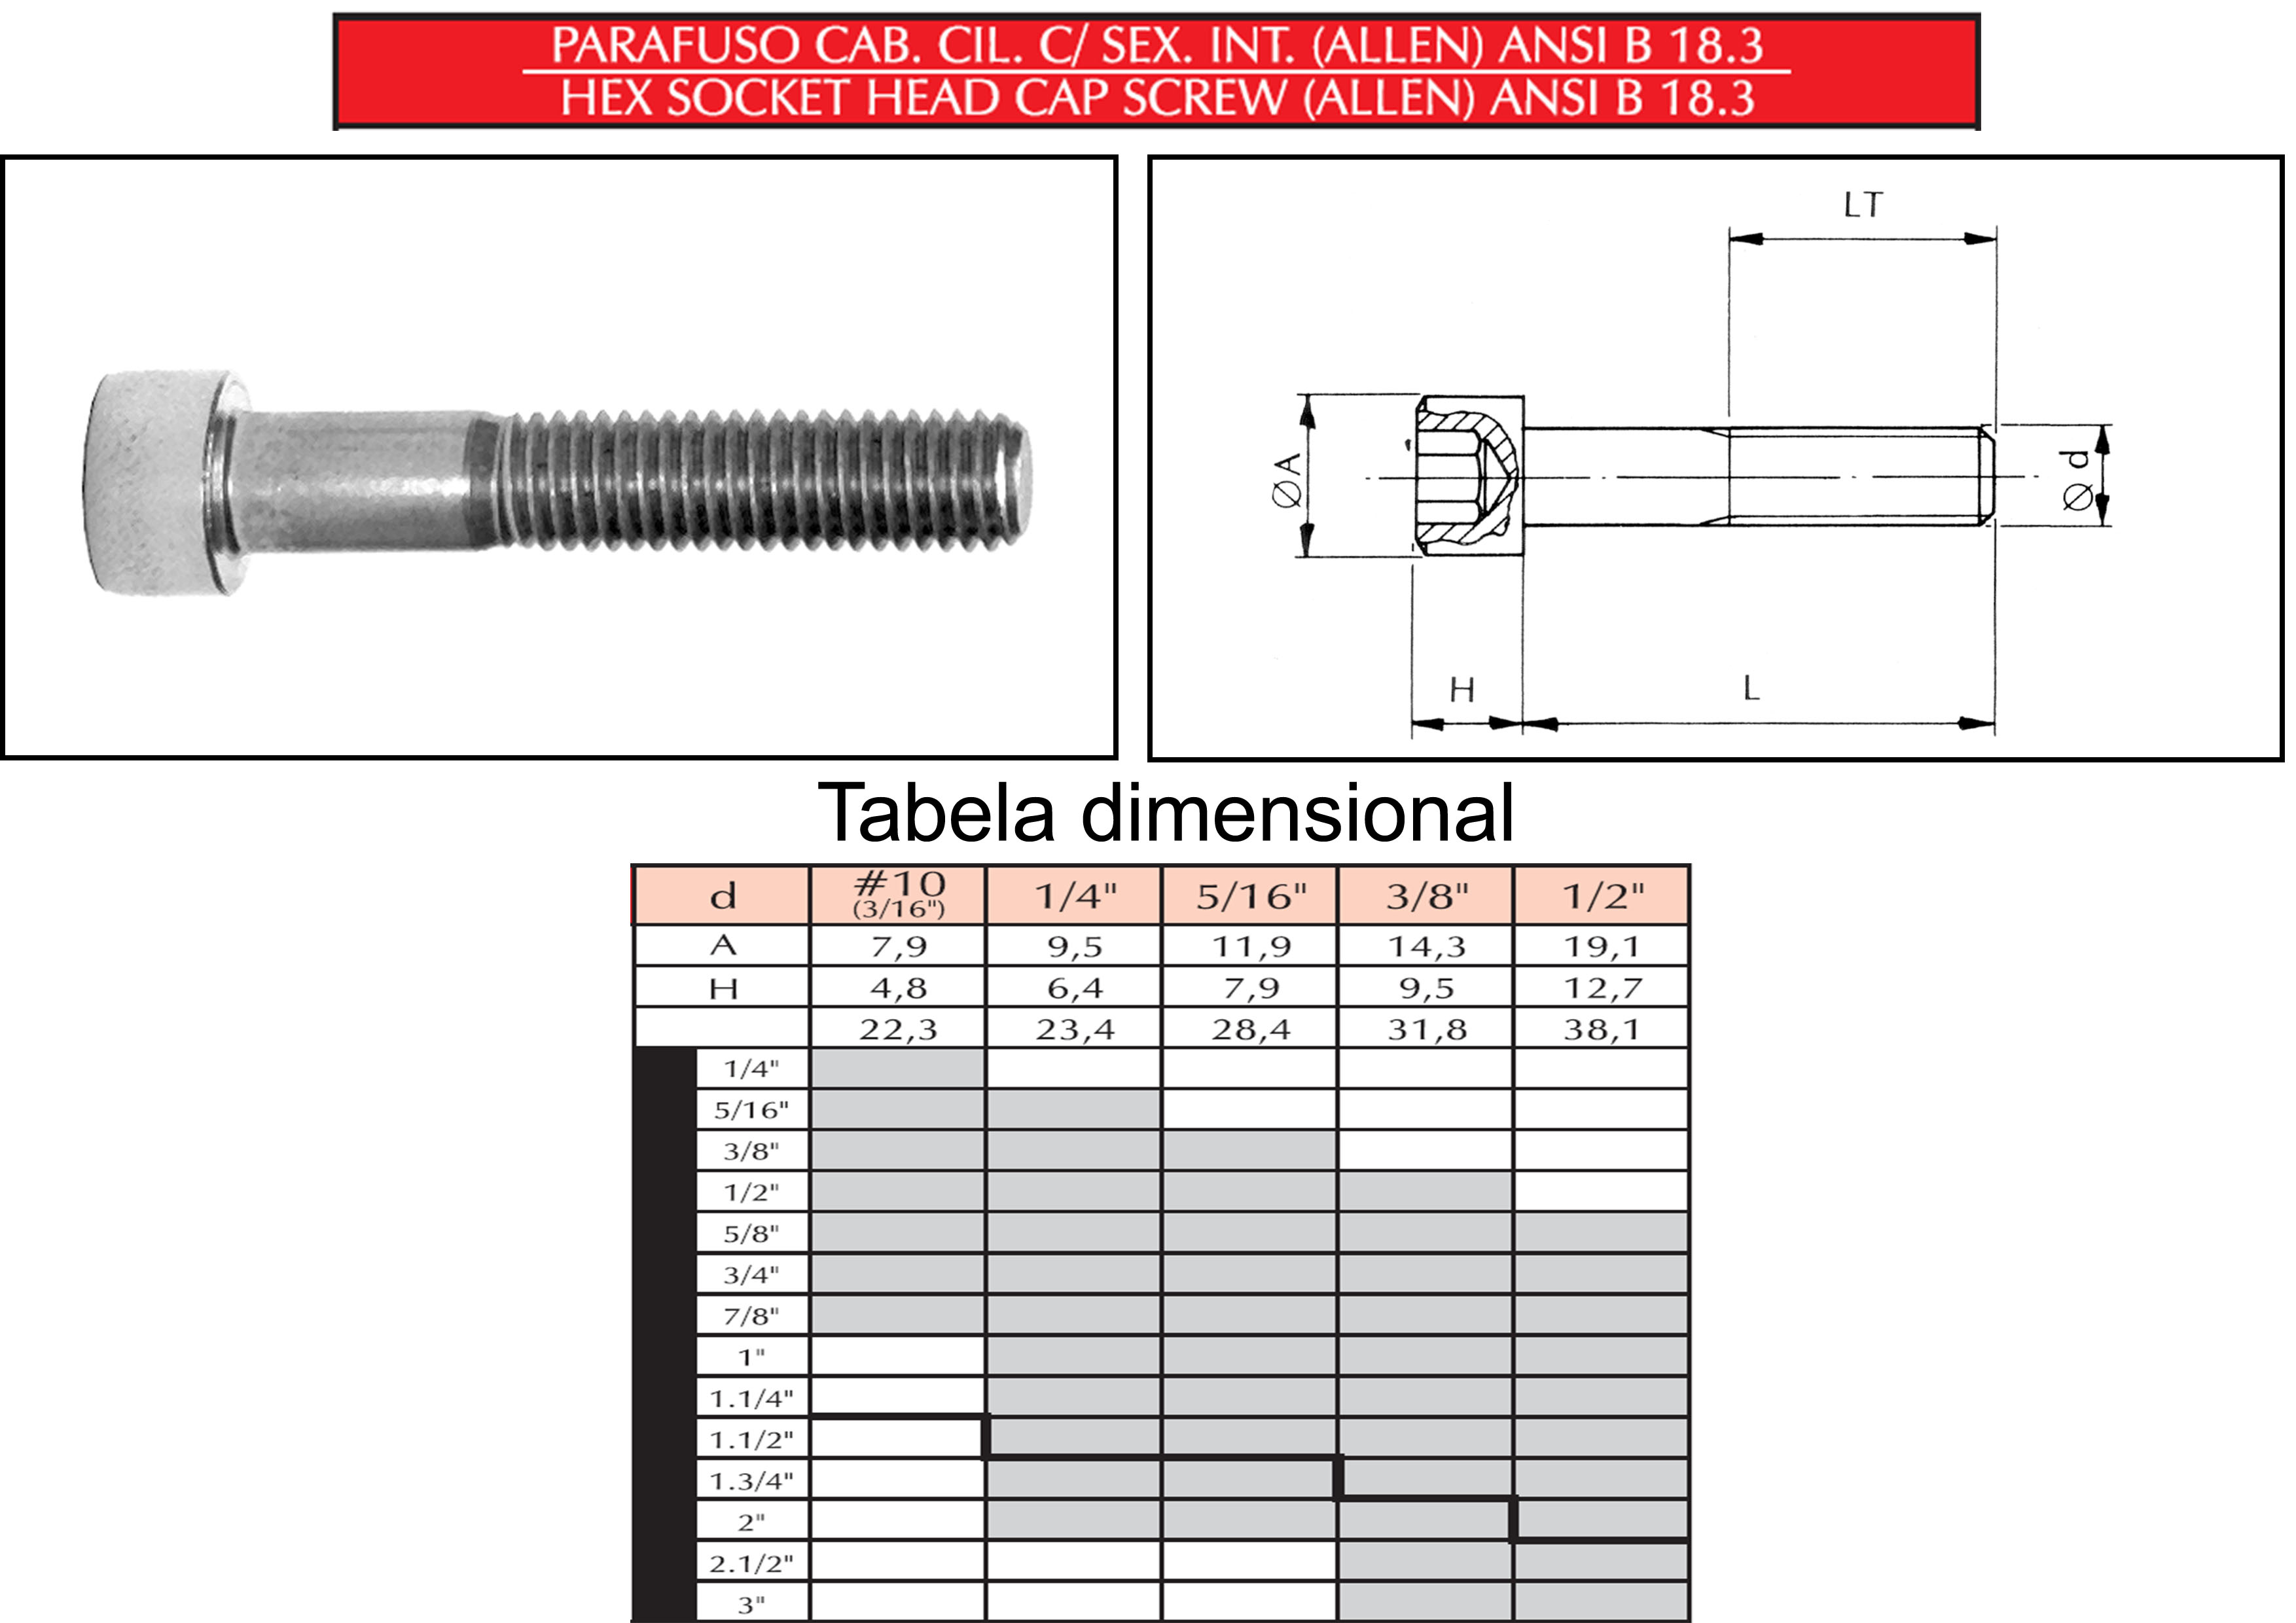 PARAFUSO CAB. CIL. C/ SEX. INT. (ALLEN) ANSI B 18.3
HEX SOCKET HEAD CAP SCREW (ALLEN) ANSI B 18.3
LT
Ø A
Ø d
H
L
Tabela dimensional
d #10 (3/16") 1/4" 5/16" 3/8" 1/2"
A 7,9 9,5 11,9 14,3 19,1
H 4,8 6,4 7,9 9,5 12,7
22,3 23,4 28,4 31,8 38,1
1/4"
5/16"
3/8"
1/2"
5/8"
3/4"
7/8"
1"
1.1/4"
1.1/2"
1.3/4"
2"
2.1/2"
3"